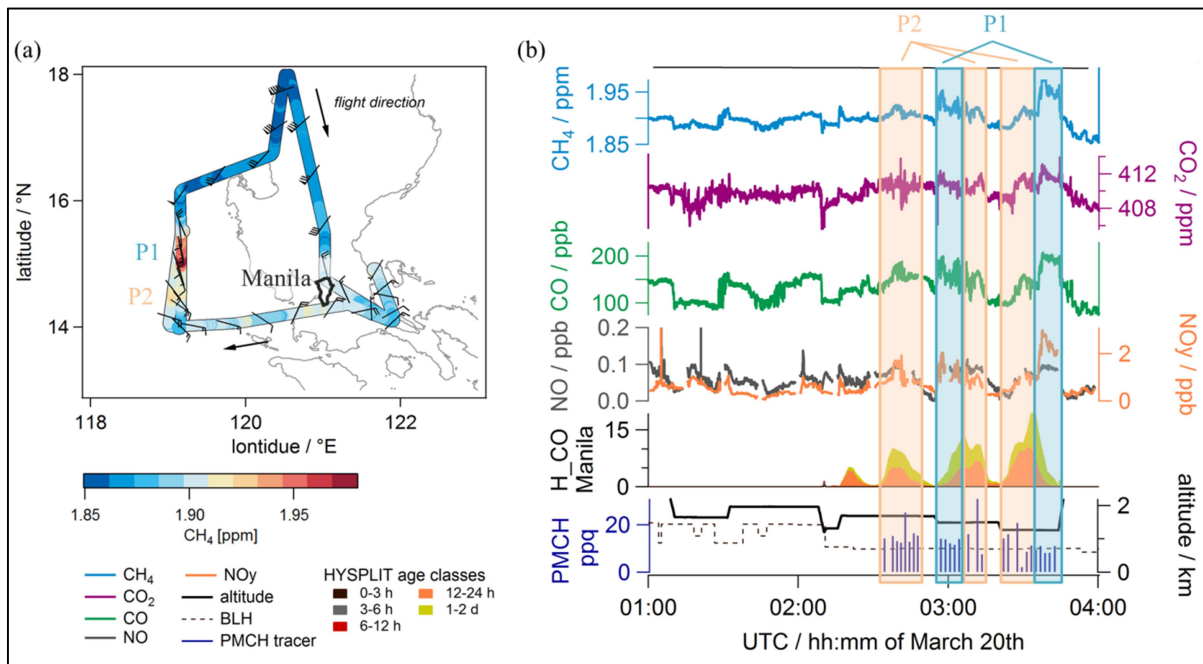 (a)
18
16
14
latitude / °N
118
120
122
lontidue / °E
flight direction
P1
P2
Manila
1.85
1.90
1.95
CH₄ [ppm]
CH₄
CO₂
CO
NO
NOy
altitude
BLH
PMCH tracer
HYSPLIT age classes
0-3 h
3-6 h
6-12 h
12-24 h
1-2 d
(b)
P2
P1
CH₄ / ppm
1.95
1.85
CO₂ / ppm
412
408
CO / ppb
200
100
NO / ppb
0.2
0.1
0.0
NOy / ppb
2
0
H_CO
Manila
15
0
PMCH
ppq
20
0
altitude / km
2
1
0
01:00
02:00
03:00
04:00
UTC / hh:mm of March 20th